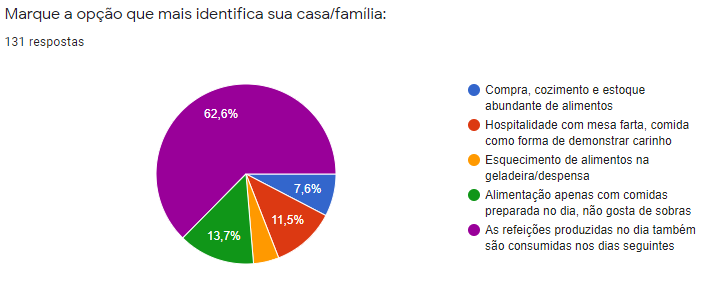 Marque a opção que mais identifica sua casa/família:
131 respostas
62,6%
7,6%
11,5%
13,7%
Compra, cozimento e estoque
abundante de alimentos
Hospitalidade com mesa farta, comida
como forma de demonstrar carinho
Esquecimento de alimentos na
geladeira/despensa
Alimentação apenas com comidas
preparada no dia, não gosta de sobras
As refeições produzidas no dia também
são consumidas nos dias seguintes